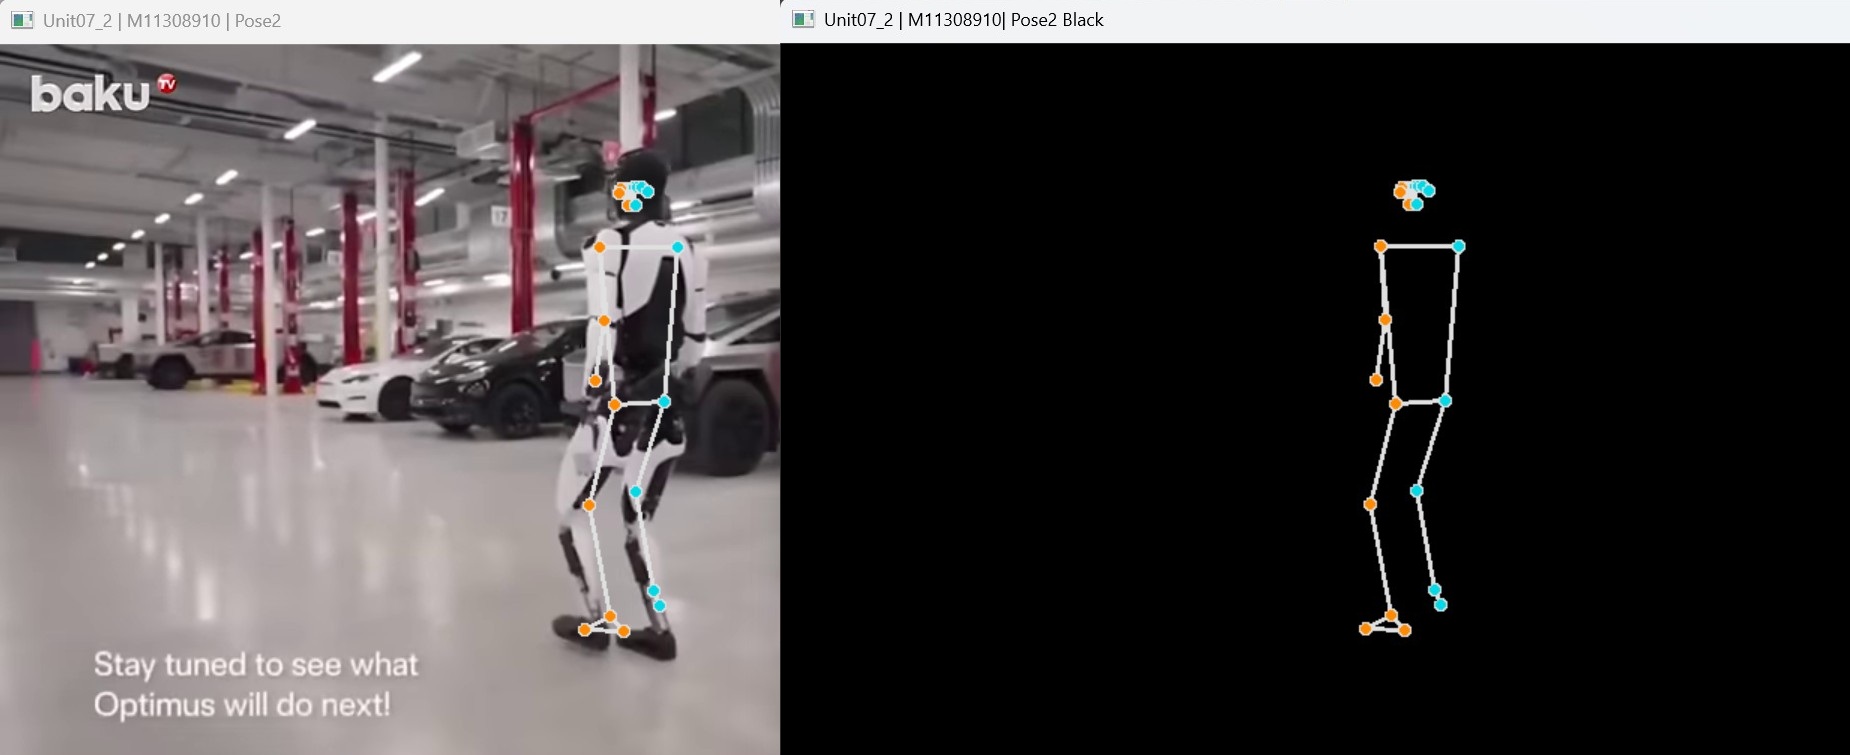 Unit07_2 | M11308910 | Pose2
Unit07_2 | M11308910| Pose2 Black
baku TV
17
Stay tuned to see what
Optimus will do next!